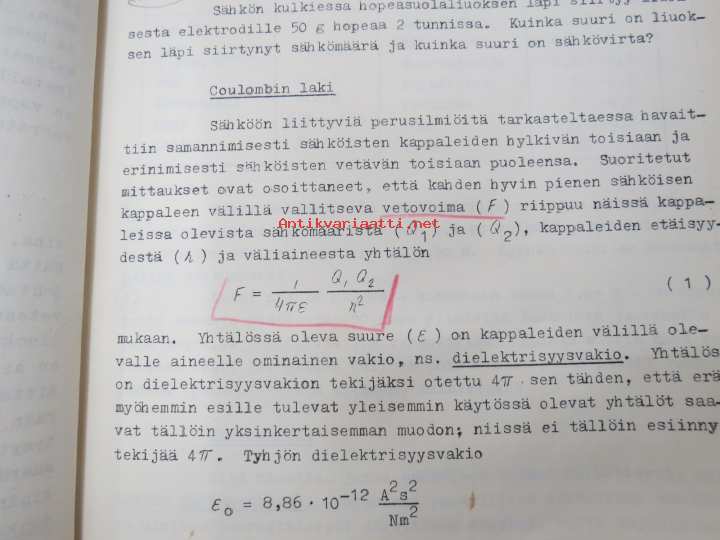 Sähkön kulkiessa hopeasuolaliuoksen läpi siirtyy
sesta elektrodille 50 g hopeaa 2 tunnissa. Kuinka suuri on liuok-
sen läpi siirtynyt sähkömäärä ja kuinka suuri on sähkövirta?
Coulombin laki
Sähköön liittyviä perusilmiöitä tarkasteltaessa havait-
tiin samannimisesti sähköisten kappaleiden hylkivän toisiaan ja
erinimisesti sähköisten vetävän toisiaan puoleensa. Suoritetut
mittaukset ovat osoittaneet, että kahden hyvin pienen sähköisen
kappaleen välillä vallitseva vetovoima (F) riippuu näissä kappa-
Antikvariaatti.net
leissa olevista sähkömääristä (Q₁) ja (Q₂), kappaleiden etäisyy-
destä (r) ja väliaineesta yhtälön
F = 1/4πε Q₁ Q₂/r² (1)
mukaan. Yhtälössä oleva suure (ε) on kappaleiden välillä ole-
valle aineelle ominainen vakio, ns. dielektrisyysvakio. Yhtälös
on dielektrisyysvakion tekijäksi otettu 4π sen tähden, että erä
myöhemmin esille tulevat yleisemmin käytössä olevat yhtälöt saa-
vat tällöin yksinkertaisemman muodon; niissä ei tällöin esiinny
tekijää 4π. Tyhjön dielektrisyysvakio
ε₀ = 8,86 · 10⁻¹² A²s²/Nm²